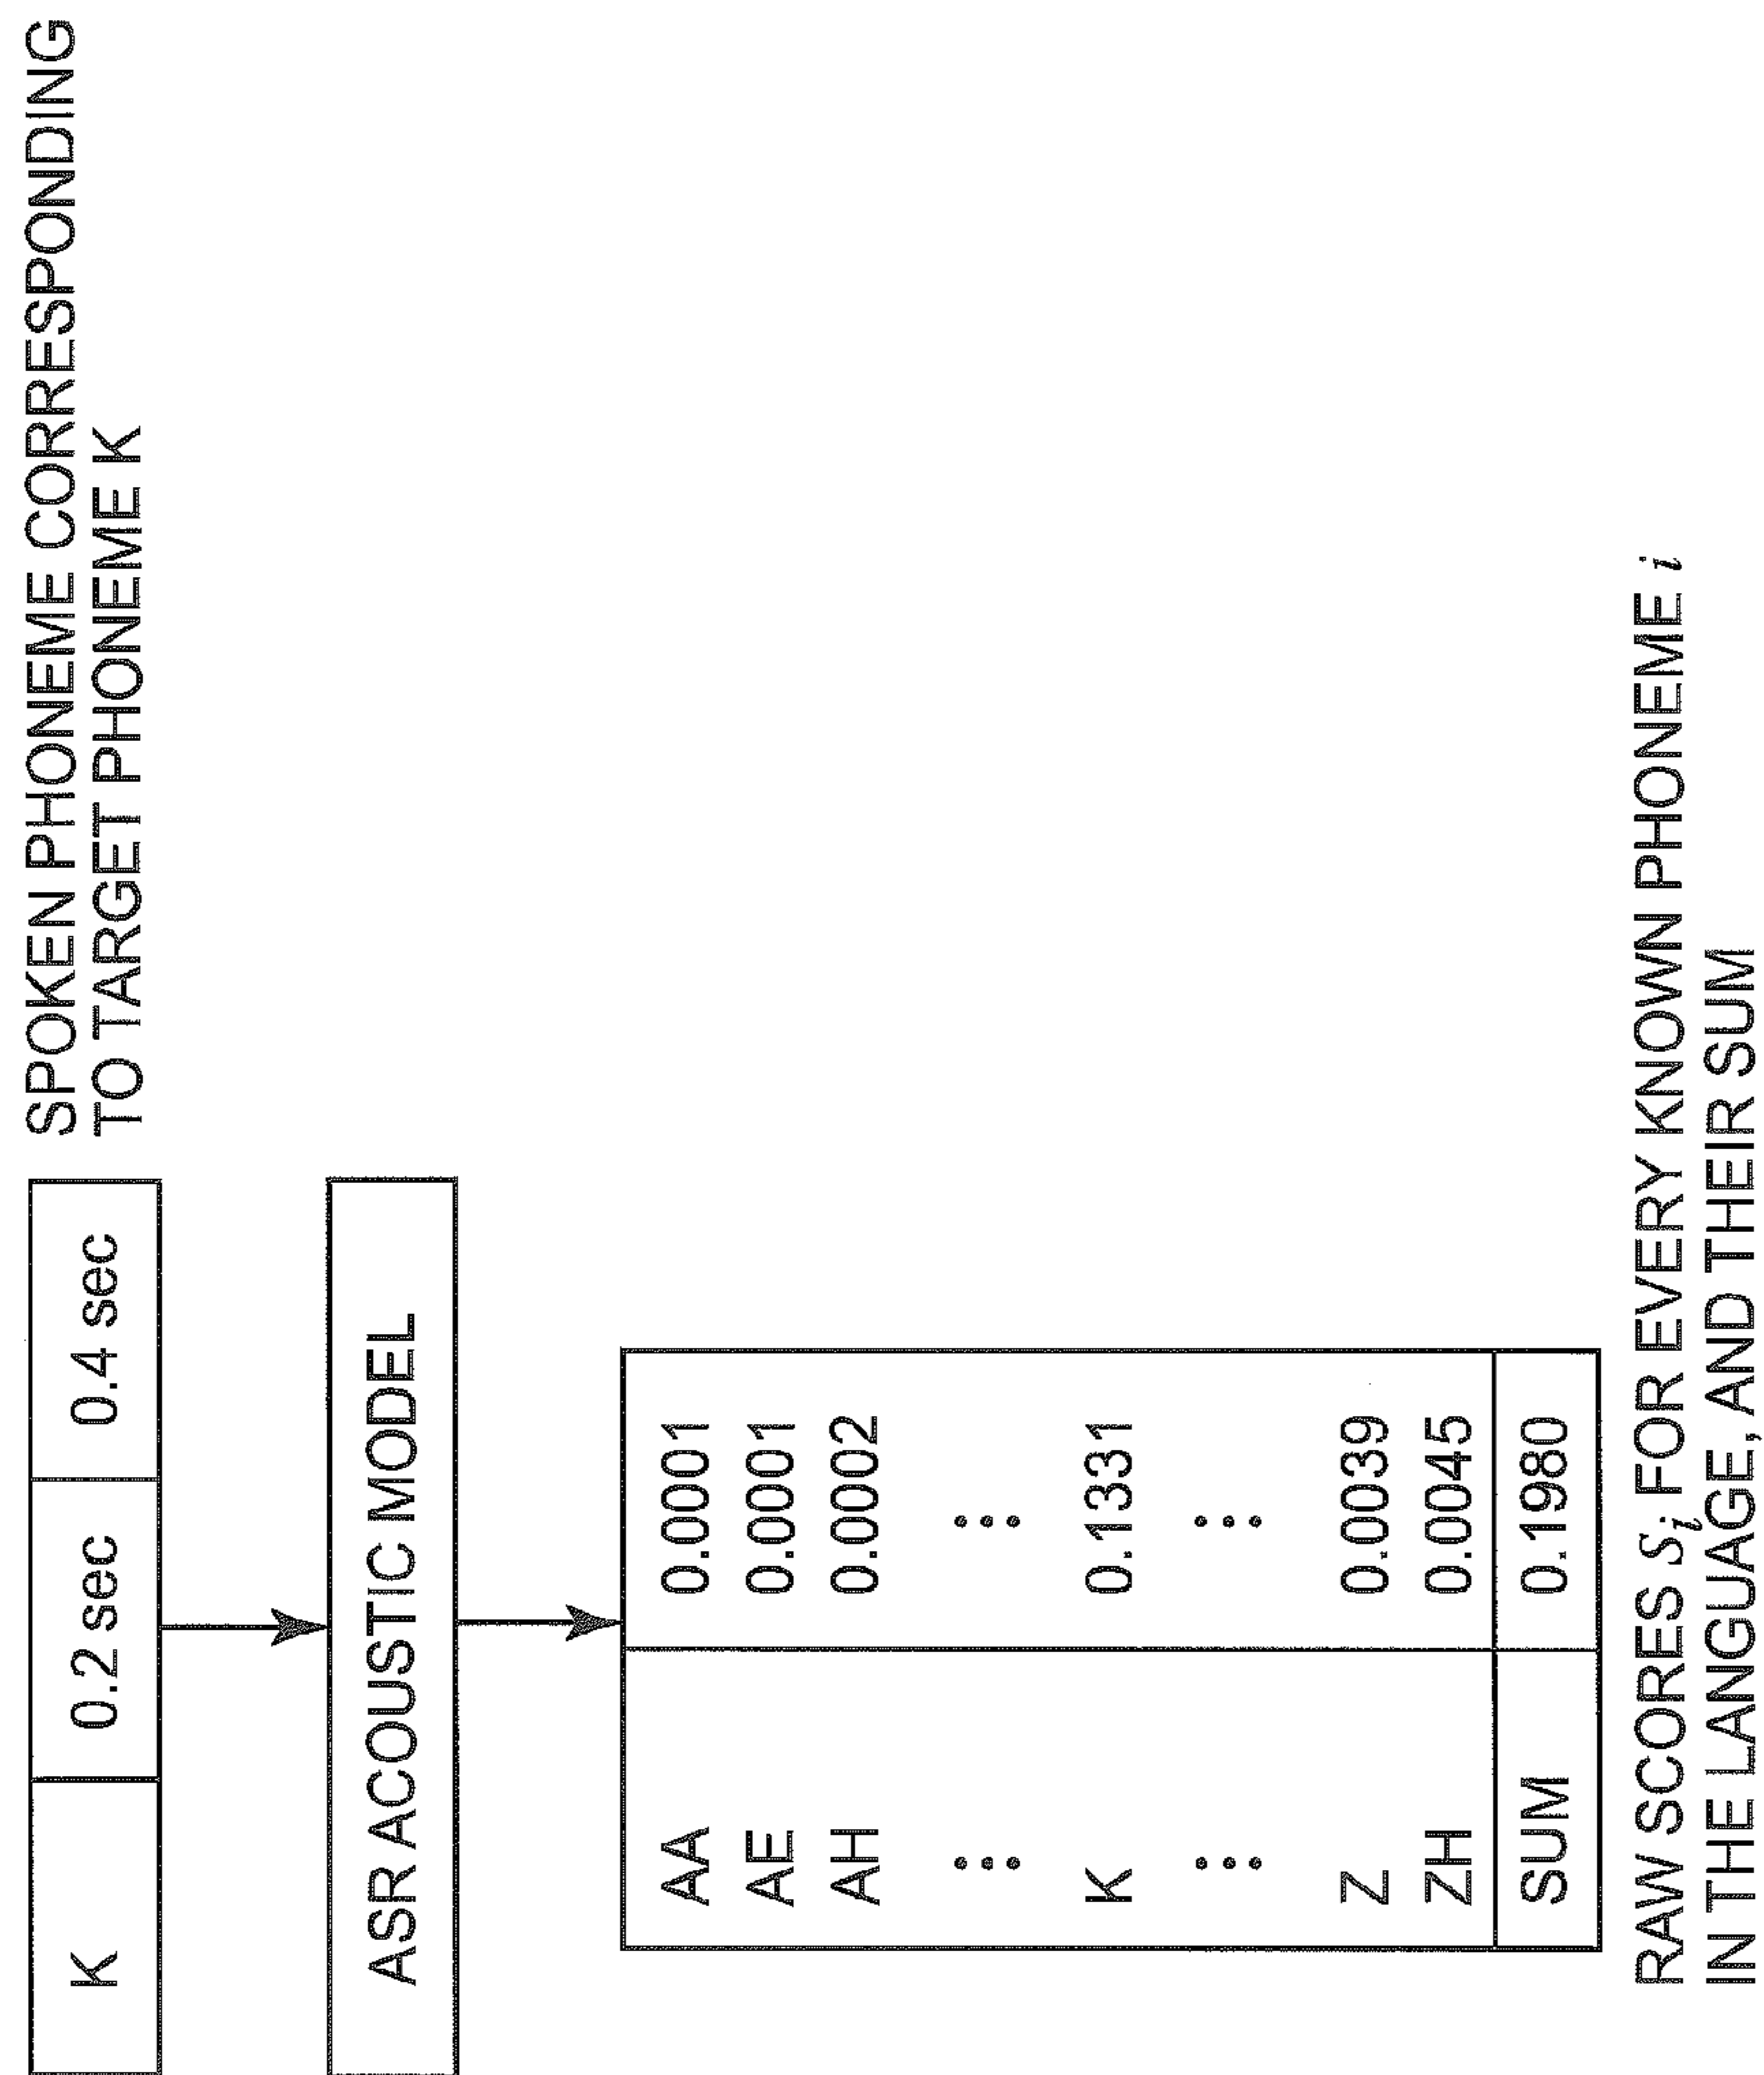 K 0.2 sec 0.4 sec
SPOKEN PHONEME CORRESPONDING
TO TARGET PHONEME K
ASR ACOUSTIC MODEL
AA 0.0001
AE 0.0001
AH 0.0002
⋮ ⋮
K 0.1331
⋮ ⋮
Z 0.0039
ZH 0.0045
SUM 0.1980
RAW SCORES S_i FOR EVERY KNOWN PHONEME i
IN THE LANGUAGE, AND THEIR SUM